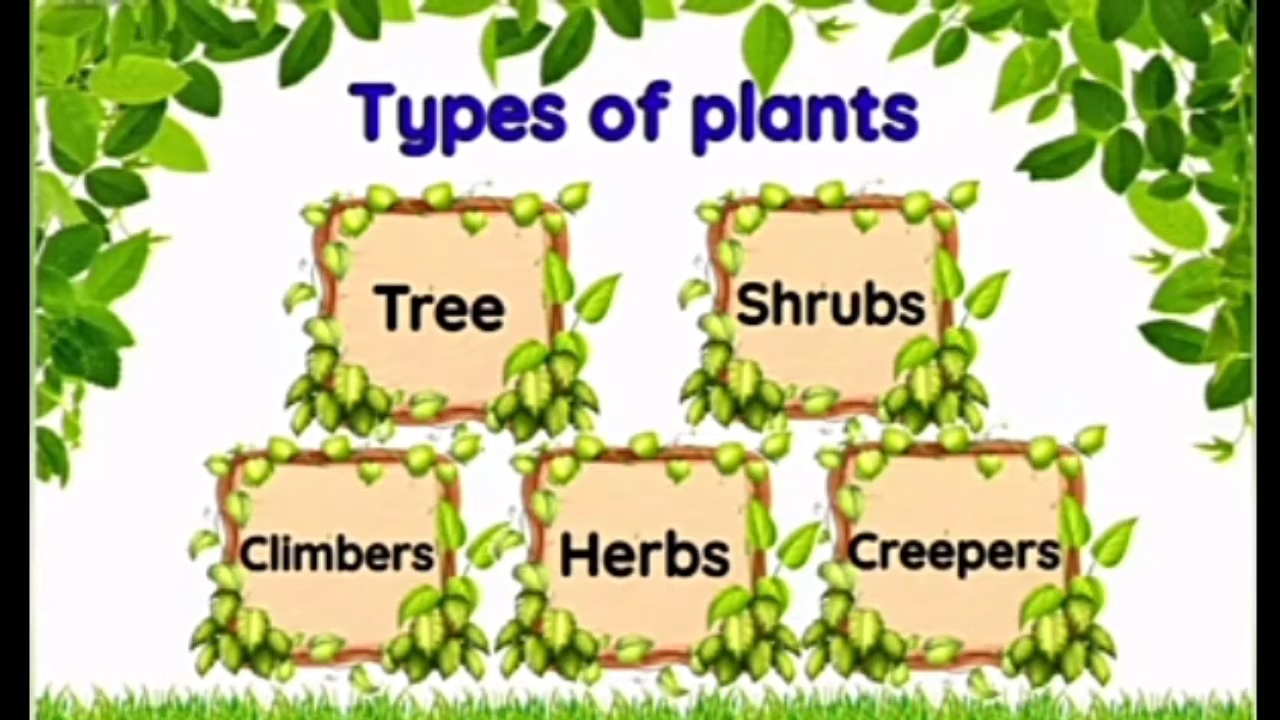 Types of plants
Tree
Shrubs
Climbers
Herbs
Creepers